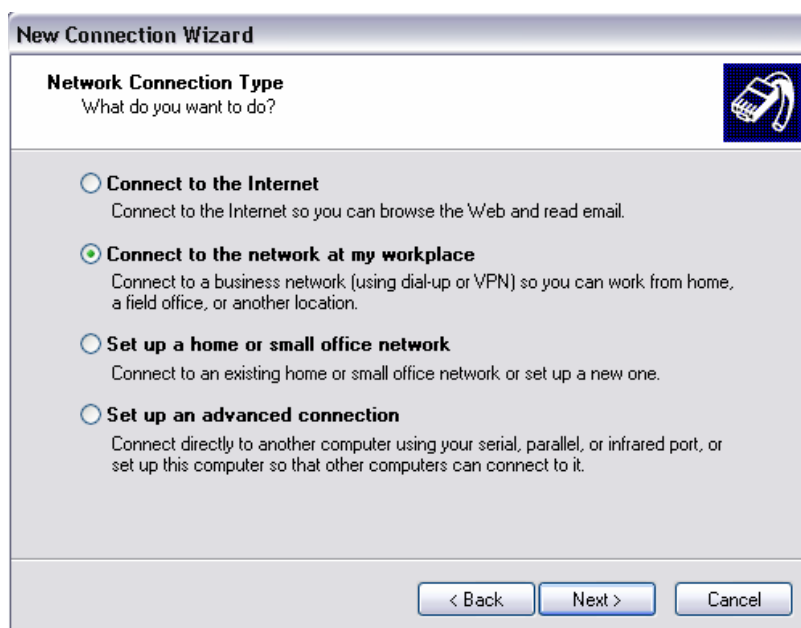 New Connection Wizard
Network Connection Type
What do you want to do?
Connect to the Internet
Connect to the Internet so you can browse the Web and read email.
Connect to the network at my workplace
Connect to a business network (using dial-up or VPN) so you can work from home,
a field office, or another location.
Set up a home or small office network
Connect to an existing home or small office network or set up a new one.
Set up an advanced connection
Connect directly to another computer using your serial, parallel, or infrared port, or
set up this computer so that other computers can connect to it.
< Back Next > Cancel